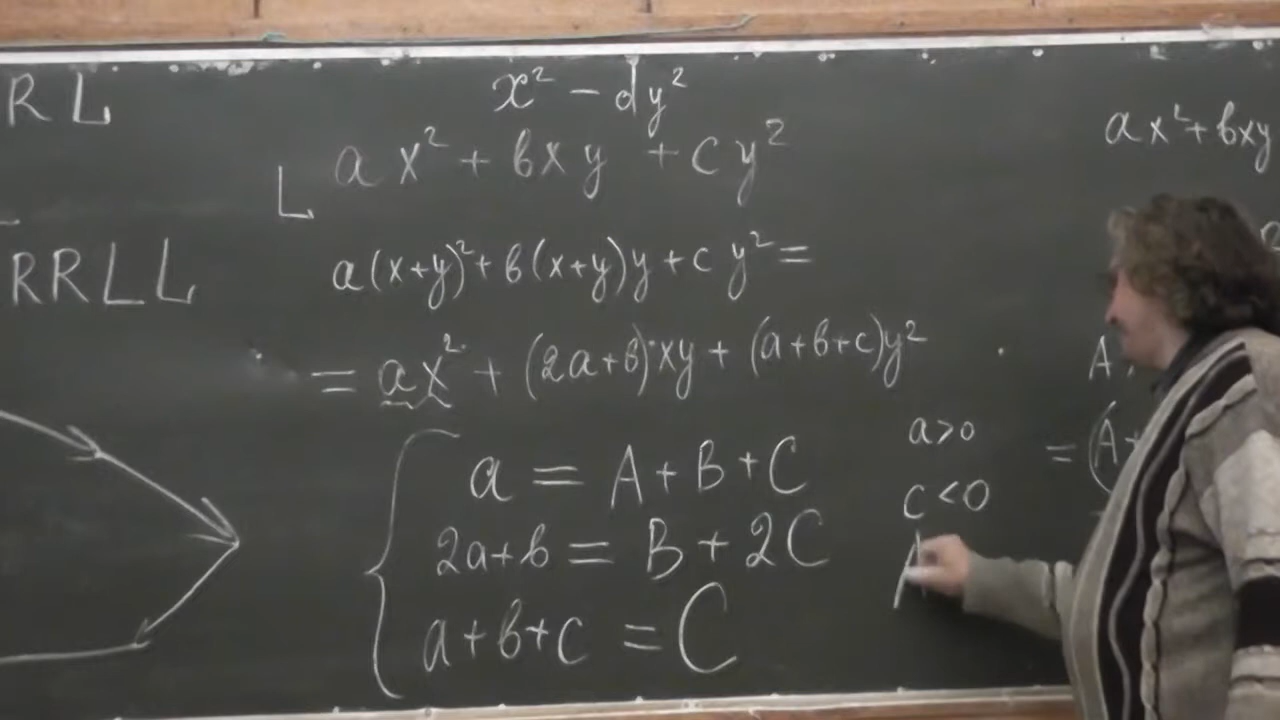 RL
x² - dy²
L ax² + bxy + cy²
RRLL
a(x+y)² + b(x+y)y + cy² =
= ax² + (2a+b)·xy + (a+b+c)y²
a = A + B + C
2a+b = B + 2C
a+b+c = C
a>0
c<0
A
ax²+bxy
A
=(A+